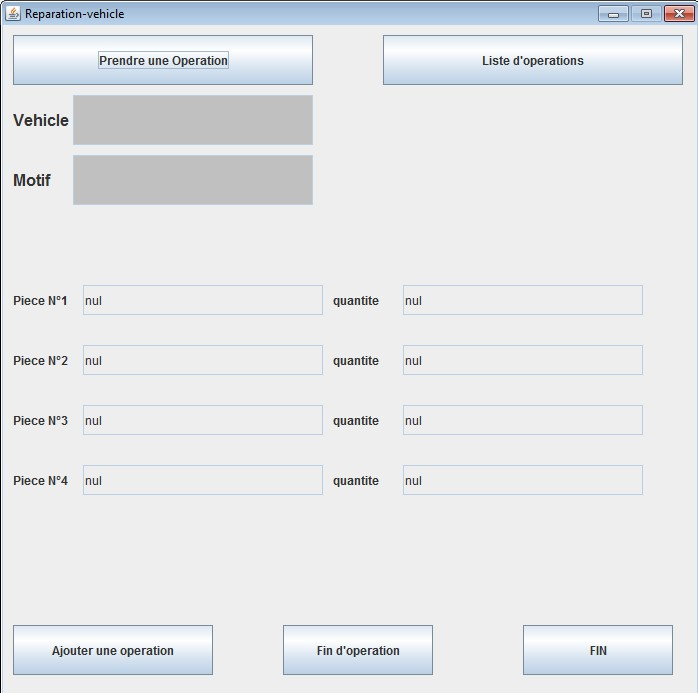 Reparation-vehicle
Prendre une Operation Liste d'operations
Vehicle
Motif
Piece N°1 nul quantite nul
Piece N°2 nul quantite nul
Piece N°3 nul quantite nul
Piece N°4 nul quantite nul
Ajouter une operation Fin d'operation FIN